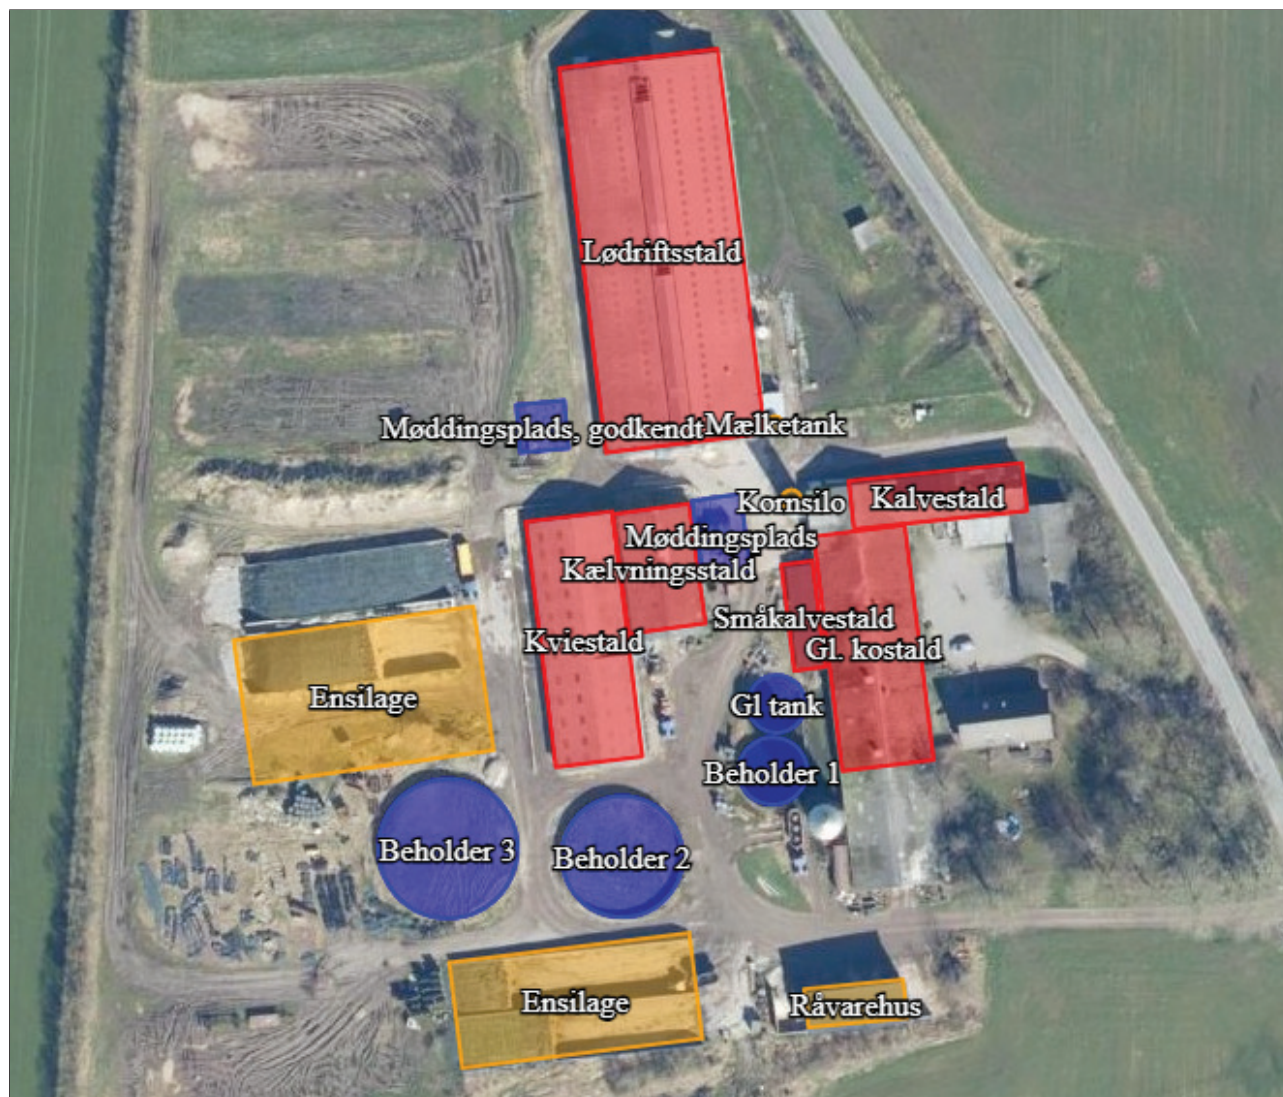 Lødriftsstald
Møddingsplads, godkendt
Mælketank
Kornsilo
Kalvestald
Møddingsplads
Kælvningsstald
Småkalvestald
Kviestald
Gl. kostald
Ensilage
Gl tank
Beholder 1
Beholder 3
Beholder 2
Ensilage
Råvarehus